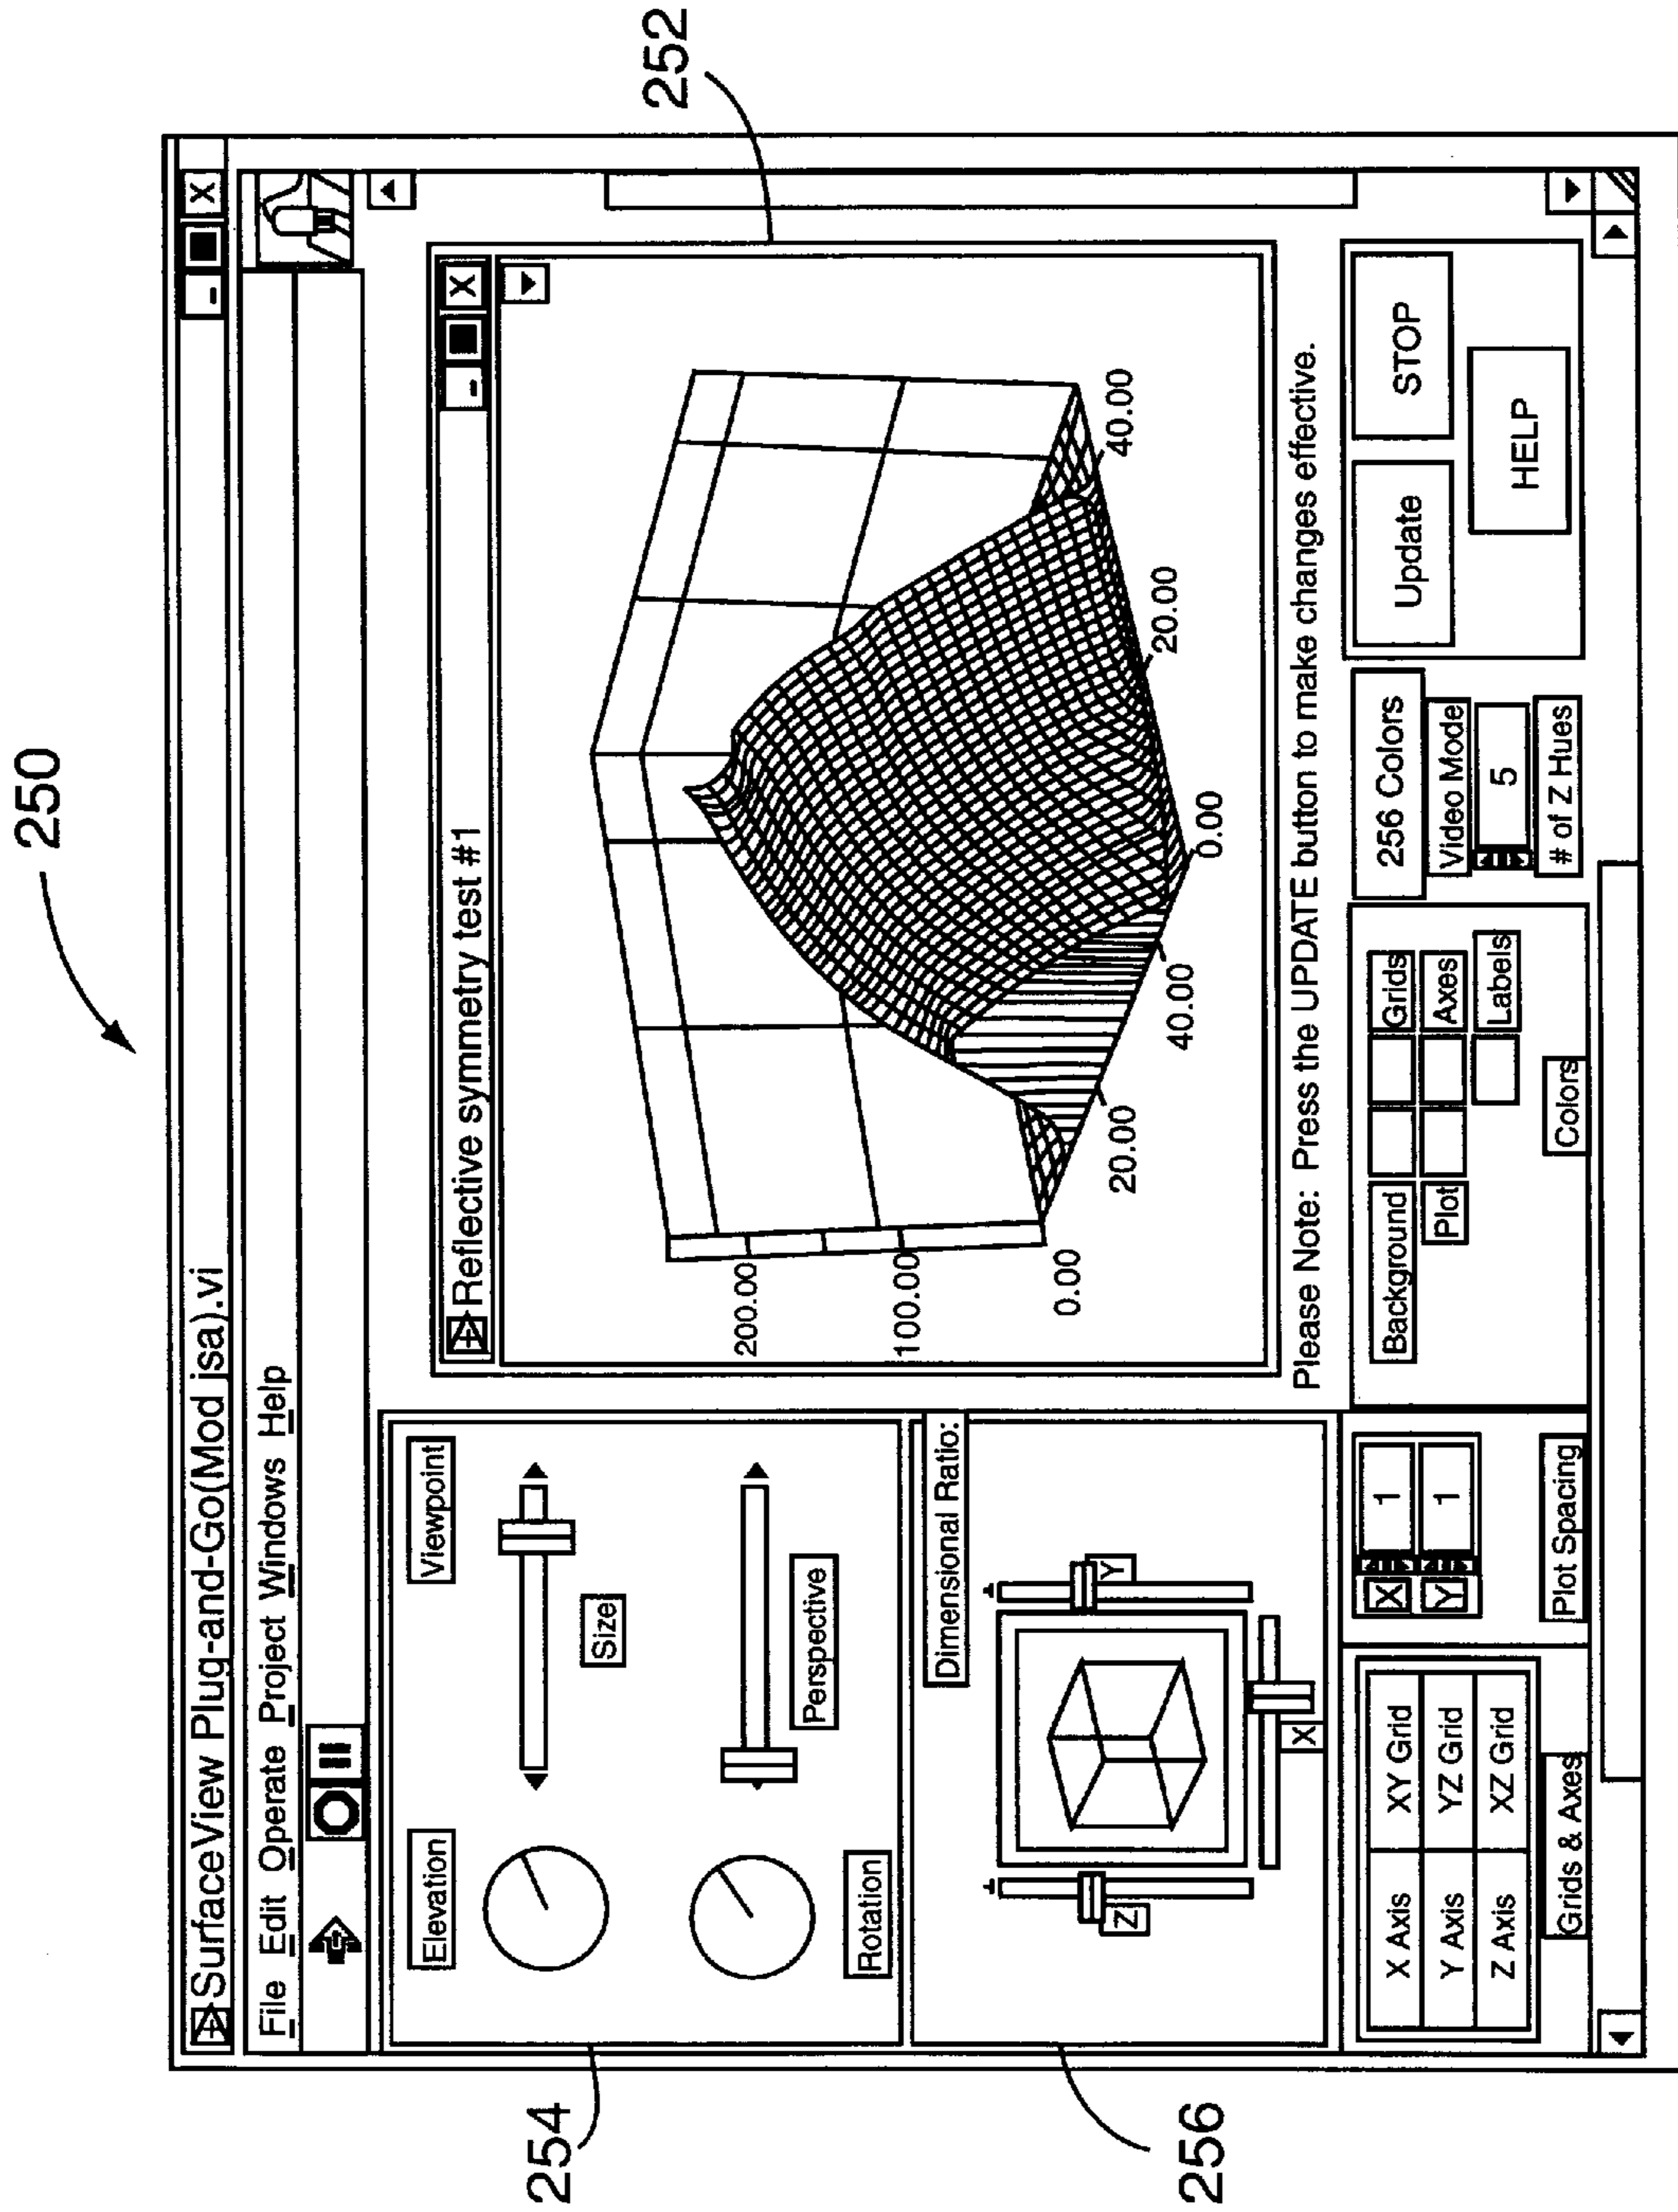 250
SurfaceView Plug-and-Go(Mod jsa).vi
- X
File Edit Operate Project Windows Help
Elevation
Viewpoint
Size
Rotation
Perspective
254
Dimensional Ratio:
Z
Y
X
256
Reflective symmetry test #1
- X
252
200.00
100.00
0.00
20.00
40.00
0.00
20.00
40.00
Please Note: Press the UPDATE button to make changes effective.
X Axis XY Grid
Y Axis YZ Grid
Z Axis XZ Grid
Grids & Axes
X 1
Y 1
Plot Spacing
Background Grids
Plot Axes
Labels
Colors
256 Colors
Video Mode
5
# of Z Hues
Update STOP
HELP